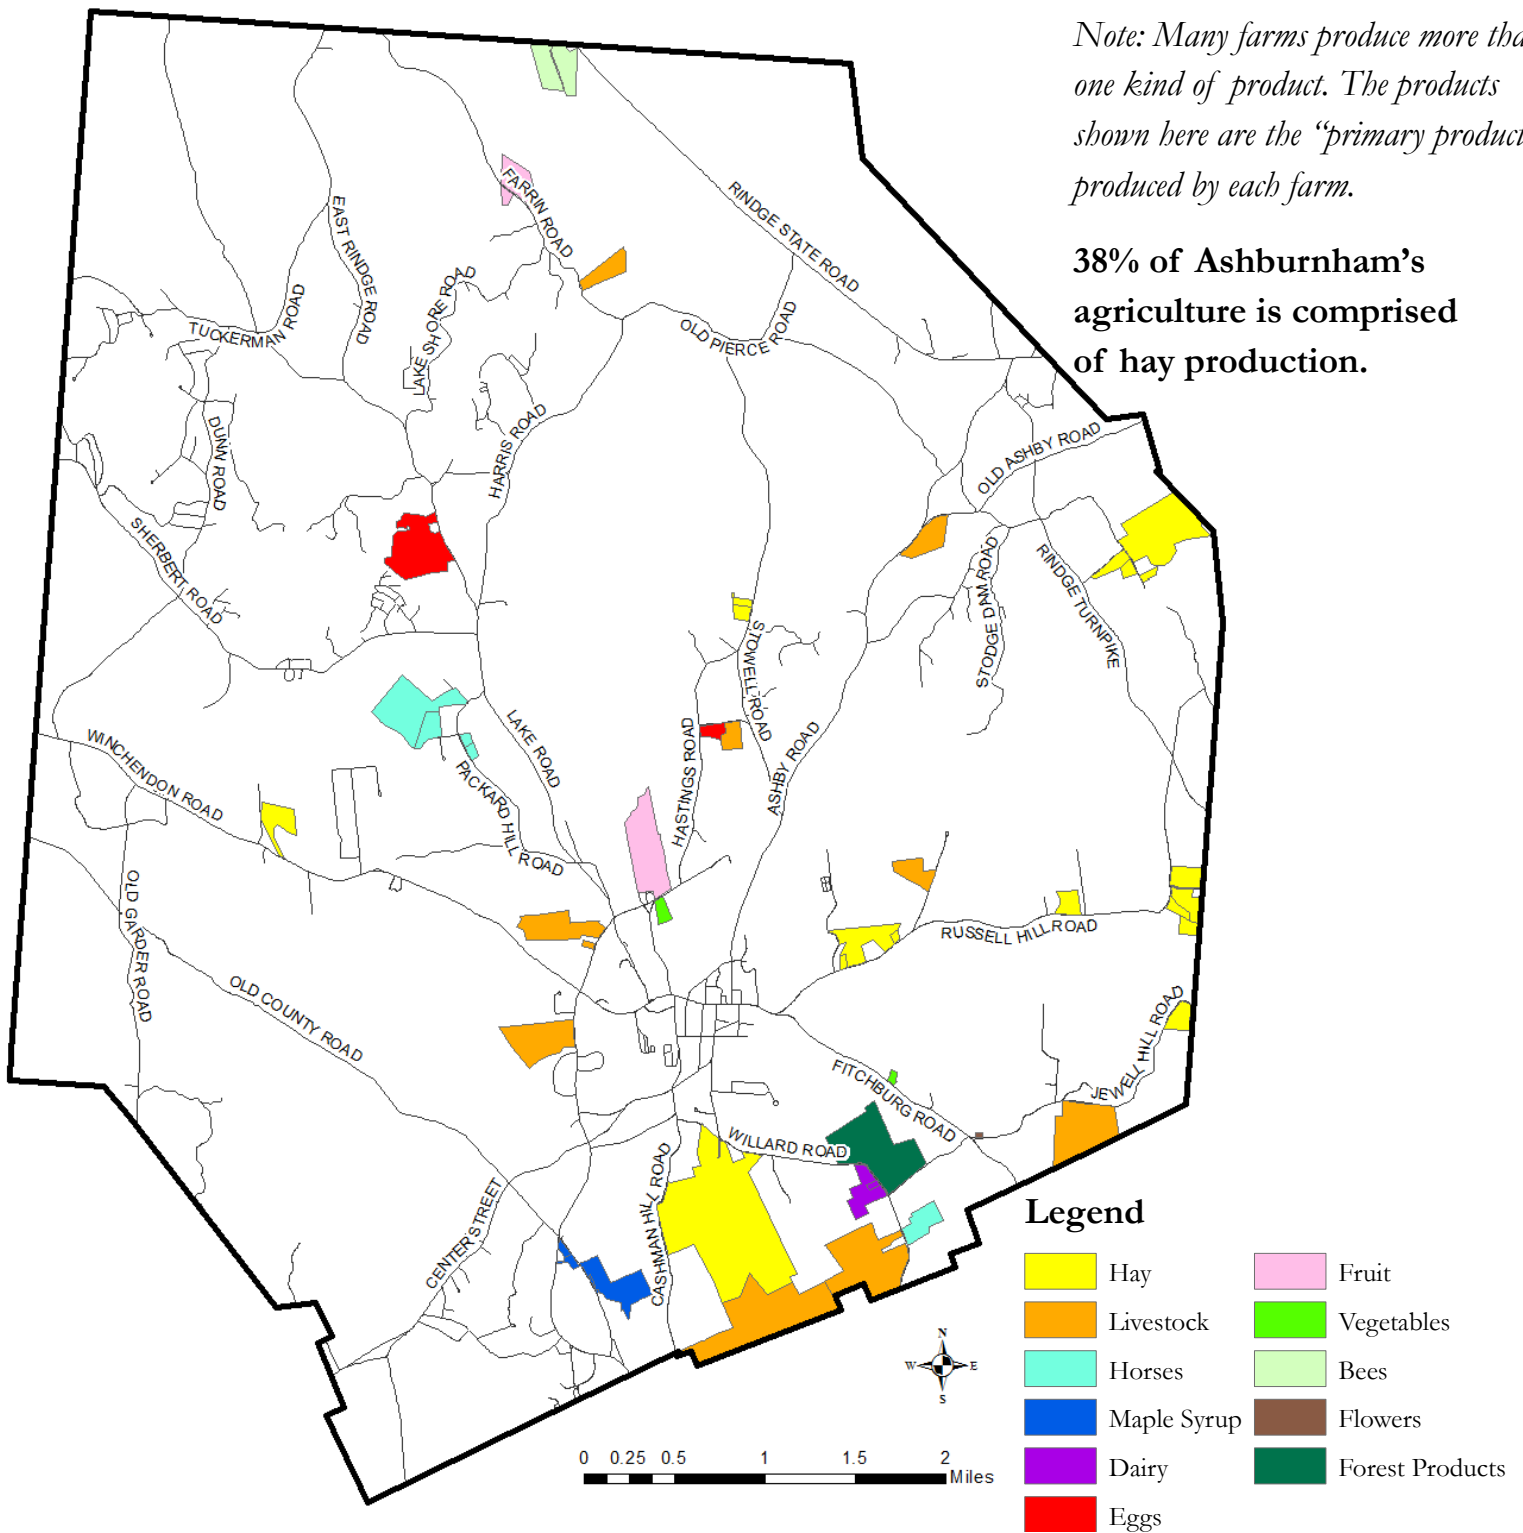 Note: Many farms produce more tha
one kind of product. The products
shown here are the “primary product
produced by each farm.
38% of Ashburnham’s
agriculture is comprised
of hay production.
FARRIN ROAD
RINDGE STATE ROAD
EAST RINDGE ROAD
LAKE SHORE ROAD
TUCKERMAN ROAD
OLD PIERCE ROAD
HARRIS ROAD
DUNN ROAD
OLD ASHBY ROAD
SHERBERT ROAD
STODGE DAM ROAD
RINDGE TURNPIKE
STOWELL ROAD
LAKE ROAD
HASTINGS ROAD
ASHBY ROAD
WINCHENDON ROAD
PACKARD HILL ROAD
OLD GARDER ROAD
RUSSELL HILL ROAD
OLD COUNTY ROAD
JEWELL HILL ROAD
FITCHBURG ROAD
WILLARD ROAD
CASHMAN HILL ROAD
CENTER STREET
Legend
Hay
Fruit
Livestock
Vegetables
Horses
Bees
Maple Syrup
Flowers
Dairy
Forest Products
Eggs
N
W E
S
0 0.25 0.5 1 1.5 2
Miles